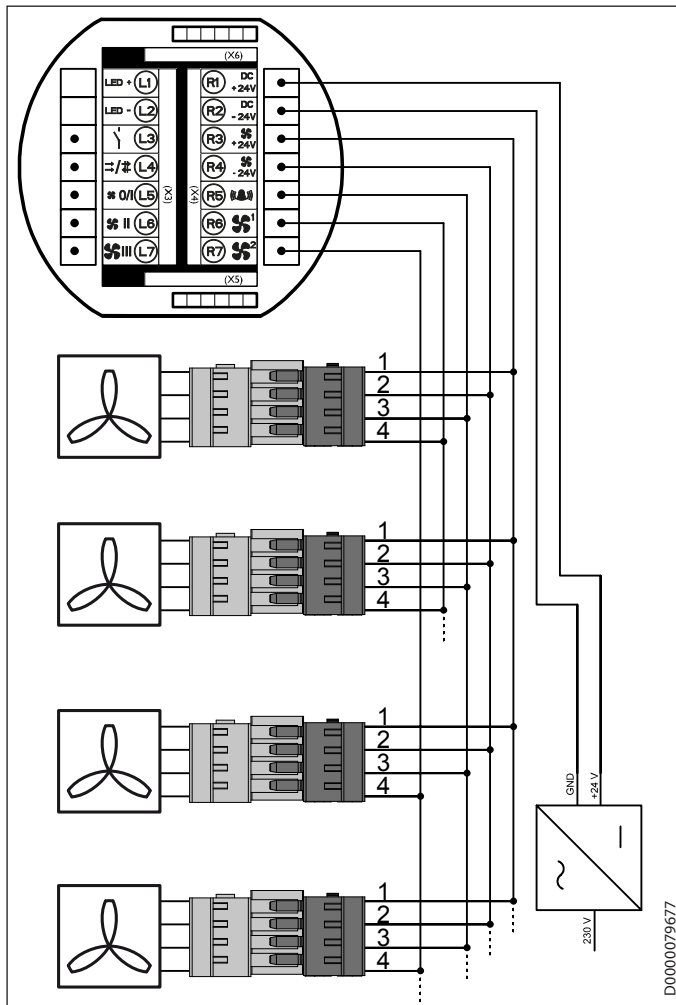 (X6)
LED + L1 R1 DC +24V
LED - L2 R2 DC -24V
L3 R3 +24V
/ L4 R4 -24V
0/I L5 R5
II L6 R6 1
III L7 R7 2
(X3) (X4)
(X5)
1
2
3
4
1
2
3
4
1
2
3
4
1
2
3
4
GND
+24 V
230 V
D0000079677